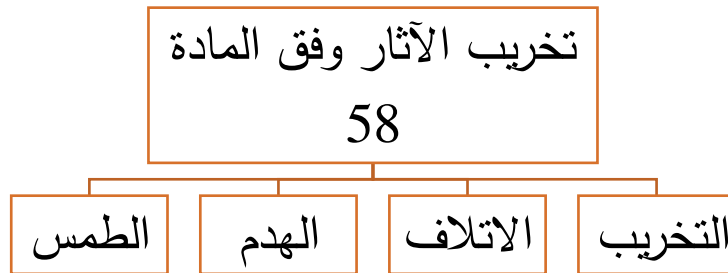 تخريب الآثار وفق المادة
58
التخريب
الاتلاف
الهدم
الطمس